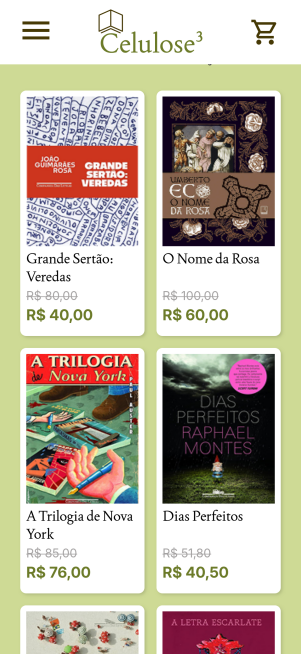 Celulose³
JOÃO
GUIMARÃES
ROSA
GRANDE
SERTÃO:
VEREDAS
UMBERTO
ECO
O NOME
DA ROSA
Grande Sertão:
Veredas
R$ 80,00
R$ 40,00
O Nome da Rosa
R$ 100,00
R$ 60,00
A TRILOGIA
de Nova York
PAUL AUSTER
DIAS
PERFEITOS
RAPHAEL
MONTES
A Trilogia de Nova
York
R$ 85,00
R$ 76,00
Dias Perfeitos
R$ 51,80
R$ 40,50
A LETRA ESCARLATE